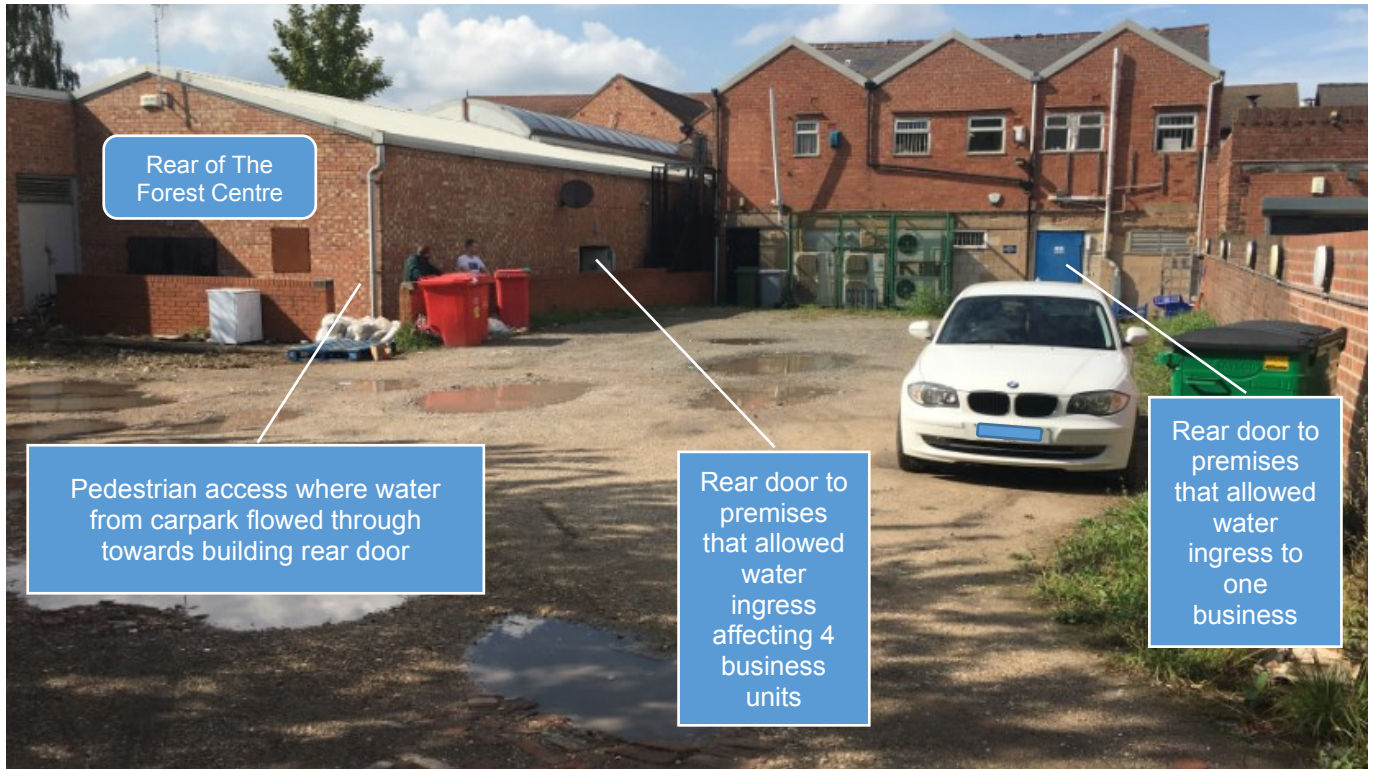 Rear of The
Forest Centre
Pedestrian access where water
from carpark flowed through
towards building rear door
Rear door to
premises
that allowed
water
ingress
affecting 4
business
units
Rear door to
premises
that allowed
water
ingress to
one
business